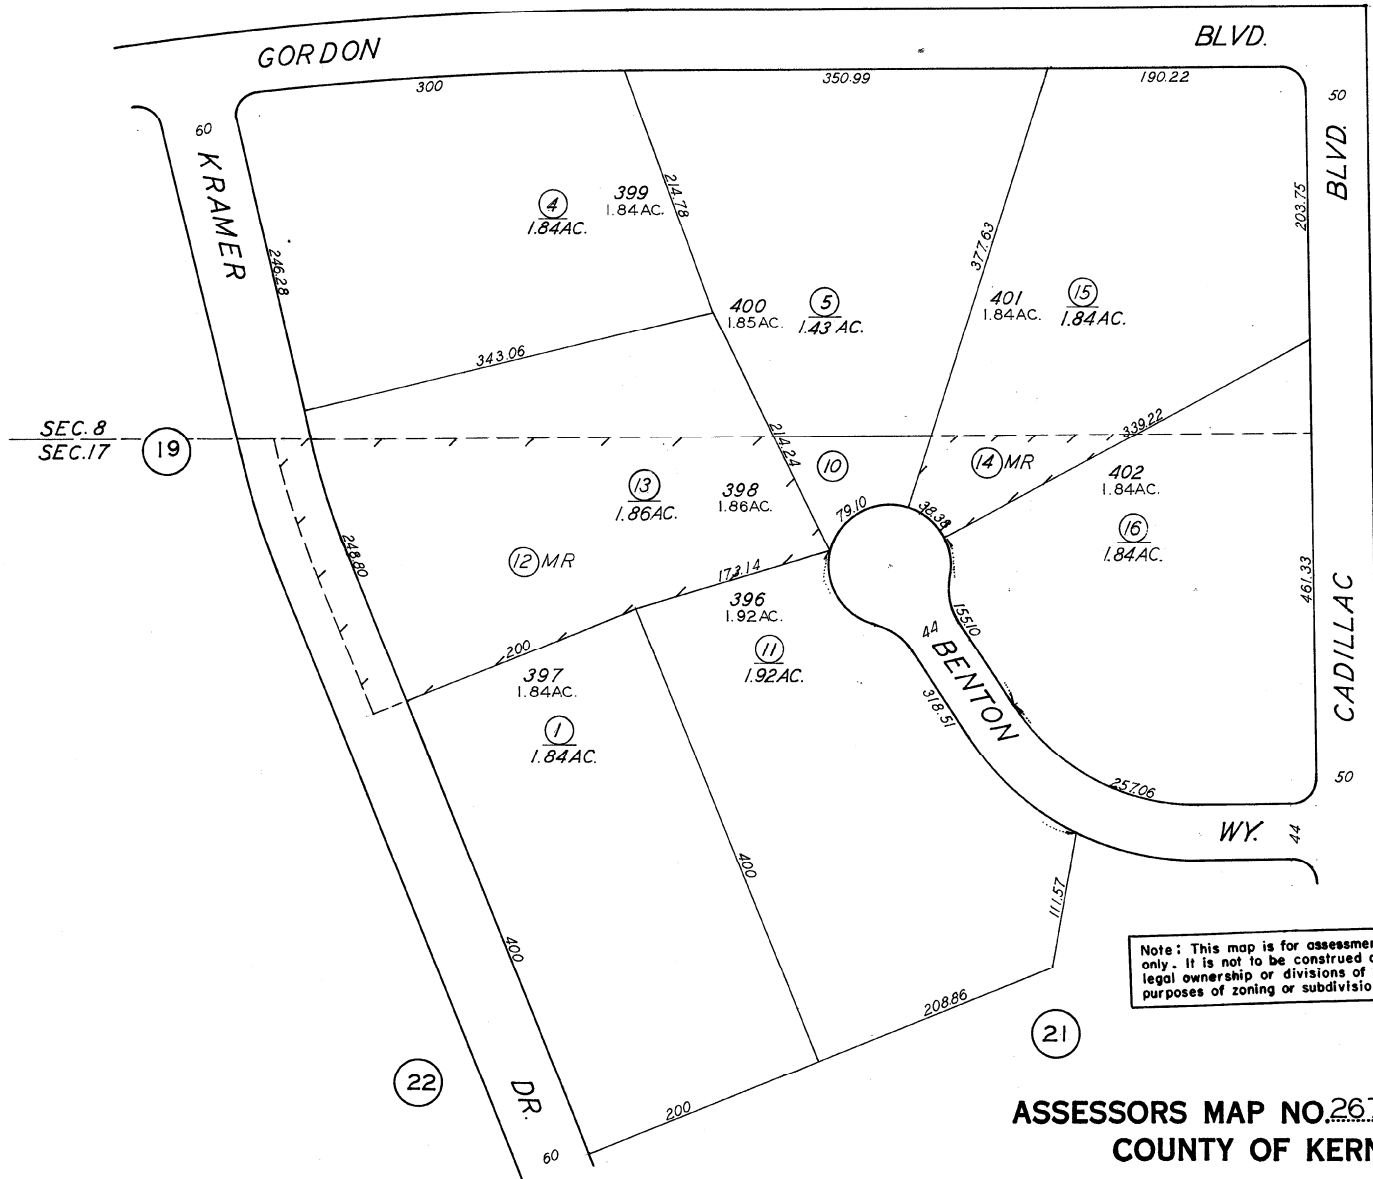 GORDON
BLVD.
300
350.99
190.22
50
60
KRAMER
BLVD.
399
1.84AC.
4
1.84AC.
214.78
203.75
246.28
377.63
400
1.85AC.
5
1.43 AC.
401
1.84AC.
15
1.84AC.
343.06
339.22
SEC. 8
SEC.17
19
214.24
10
14 MR
402
1.84AC.
13
1.86AC.
398
1.86AC.
79.10
38.38
16
1.84AC.
248.80
12 MR
173.14
396
1.92AC.
461.33
155.10
44
BENTON
11
1.92AC.
200
397
1.84AC.
CADILLAC
318.51
1
1.84AC.
50
257.06
WY.
44
400
111.57
400
Note: This map is for assessmen
only. It is not to be construed a
legal ownership or divisions of
purposes of zoning or subdivisio
208.86
21
22
DR.
200
60
ASSESSORS MAP NO. 267
COUNTY OF KERN